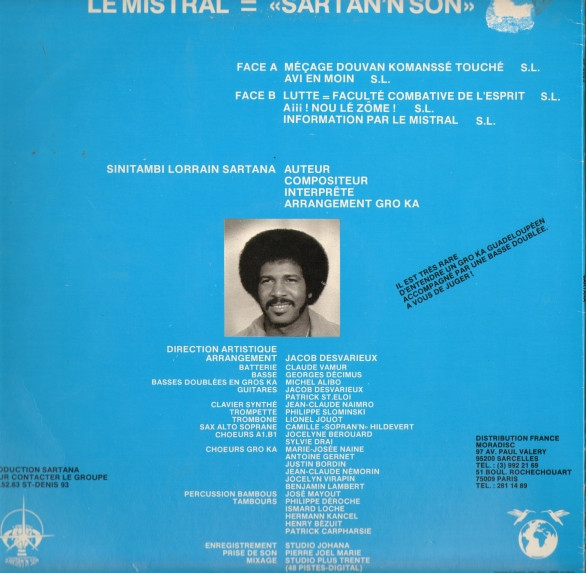 LE MISTRAL = «SARTAN'N SON»
FACE A MÉÇAGE DOUVAN KOMANSSÉ TOUCHÉ S.L.
AVI EN MOIN S.L.
FACE B LUTTE = FACULTÉ COMBATIVE DE L'ESPRIT S.L.
A¡¡¡ ! NOU LÉ ZÔME ! S.L.
INFORMATION PAR LE MISTRAL S.L.
SINITAMBI LORRAIN SARTANA AUTEUR
COMPOSITEUR
INTERPRÊTE
ARRANGEMENT GRO KA
IL EST TRÈS RARE
D'ENTENDRE UN GRO KA GUADELOUPÉEN
ACCOMPAGNÉ PAR UNE BASSE DOUBLÉE.
A VOUS DE JUGER !
DIRECTION ARTISTIQUE
ARRANGEMENT JACOB DESVARIEUX
BATTERIE CLAUDE VAMUR
BASSE GEORGES DÉCIMUS
BASSES DOUBLÉES EN GROS KA MICHEL ALIBO
GUITARES JACOB DESVARIEUX
PATRICK ST.ELOI
CLAVIER SYNTHÉ JEAN-CLAUDE NAIMRO
TROMPETTE PHILIPPE SLOMINSKI
TROMBONE LIONEL JOUOT
SAX ALTO SOPRANE CAMILLE «SOPRAN'N» HILDEVERT
CHOEURS A1.B1 JOCELYNE BEROUARD
SYLVIE DRAI
CHOEURS GRO KA MARIE-JOSÉE NAINE
ANTOINE GERNET
JUSTIN BORDIN
JEAN-CLAUDE NÉMORIN
JOCELYN VIRAPIN
BENJAMIN LAMBERT
PERCUSSION BAMBOUS JOSÉ MAYOUT
TAMBOURS PHILIPPE DÉROCHE
ISMARD LOCHE
HERMANN KANCEL
HENRY BÉZUIT
PATRICK CARPHARSIE
ENREGISTREMENT STUDIO JOHANA
PRISE DE SON PIERRE JOEL MARIE
MIXAGE STUDIO PLUS TRENTE
(48 PISTES-DIGITAL)
ODUCTION SARTANA
UR CONTACTER LE GROUPE
.52.63 ST-DENIS 93
DISTRIBUTION FRANCE
MORADISC
97 AV. PAUL VALERY
95200 SARCELLES
TÉL. : (3) 992 21 69
51 BOUL. ROCHECHOUART
75009 PARIS
TÉL. : 281 14 89